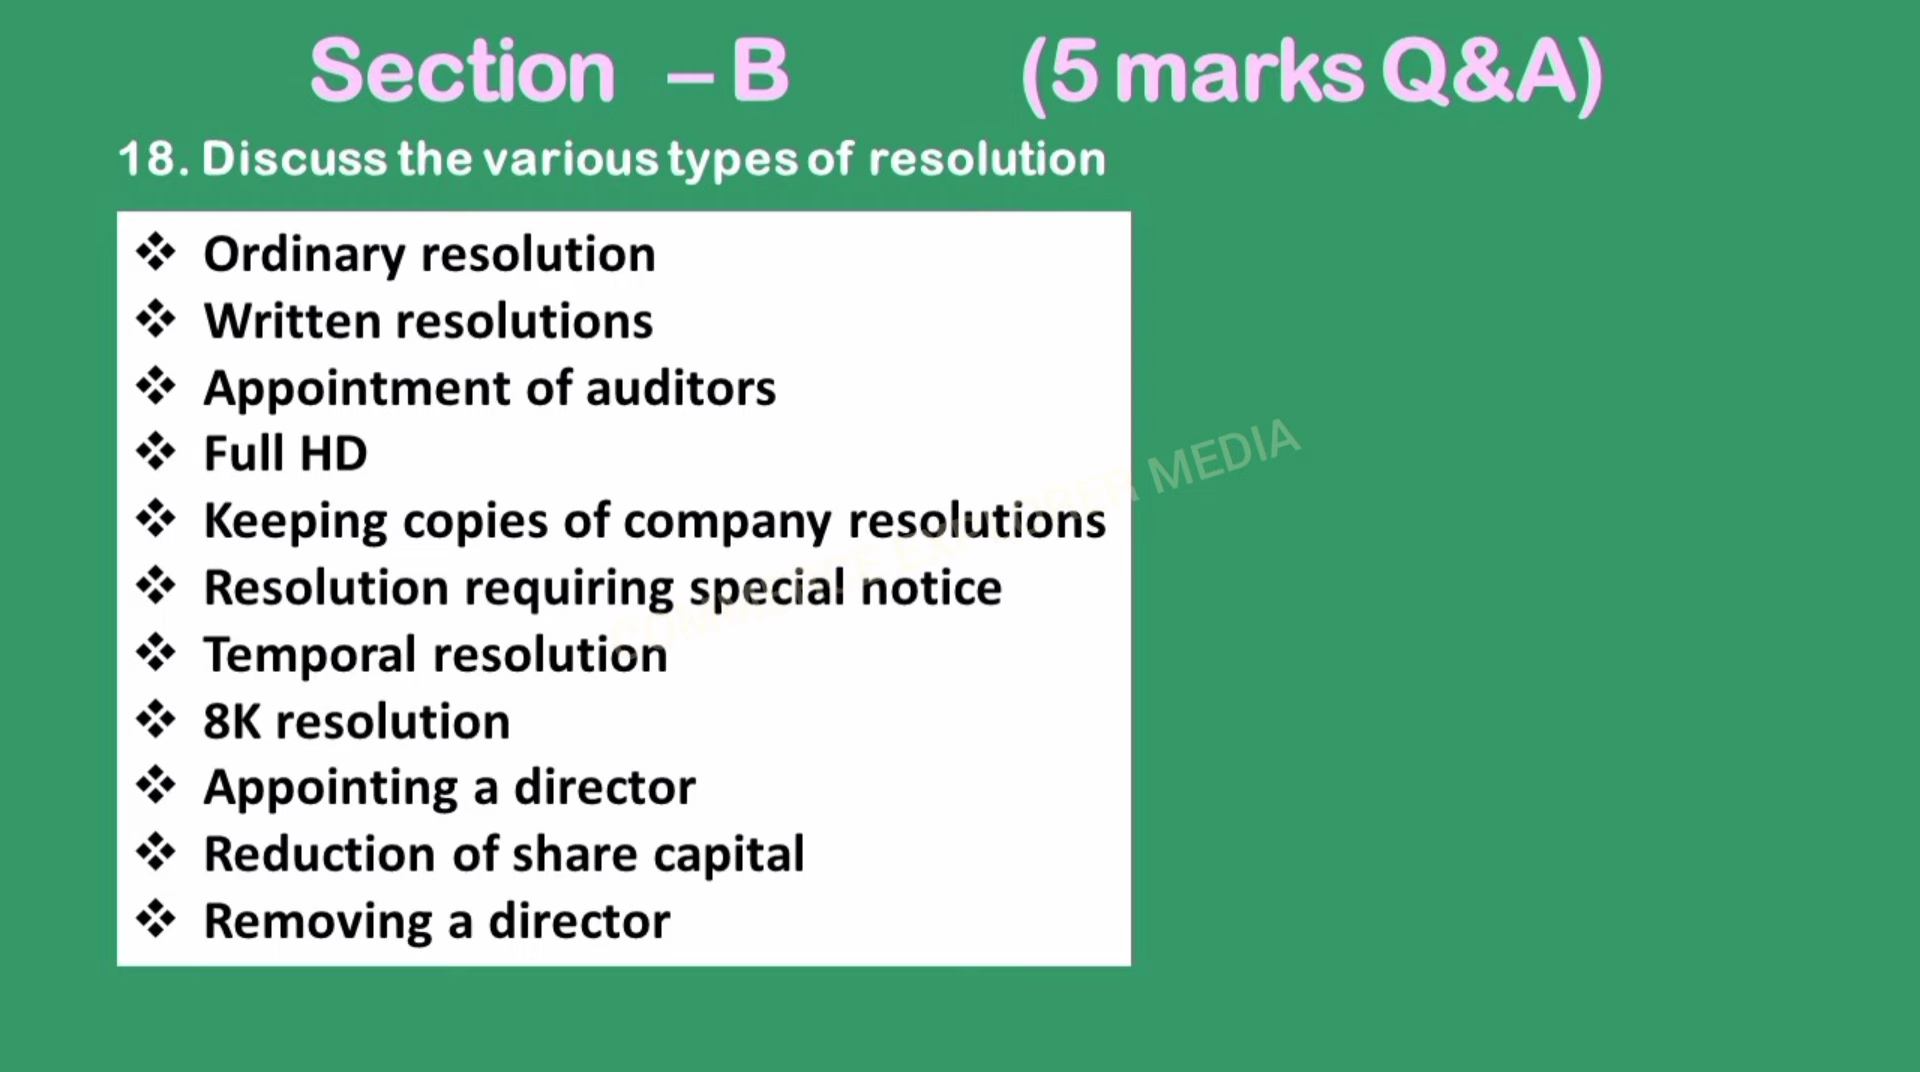 Section – B (5 marks Q&A)
18. Discuss the various types of resolution
❖ Ordinary resolution
❖ Written resolutions
❖ Appointment of auditors
❖ Full HD
❖ Keeping copies of company resolutions
❖ Resolution requiring special notice
❖ Temporal resolution
❖ 8K resolution
❖ Appointing a director
❖ Reduction of share capital
❖ Removing a director
COMMERCE EXPLORER MEDIA